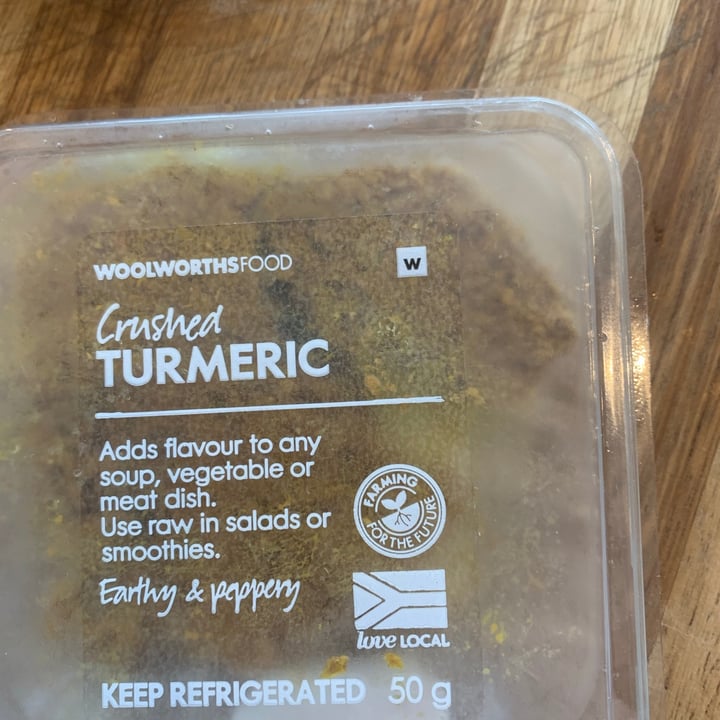 WOOLWORTHSFOOD
W
Crushed
TURMERIC
Adds flavour to any
soup, vegetable or
meat dish.
Use raw in salads or
smoothies.
Earthy & peppery
FARMING
FOR THE FUTURE
love LOCAL
KEEP REFRIGERATED 50 g